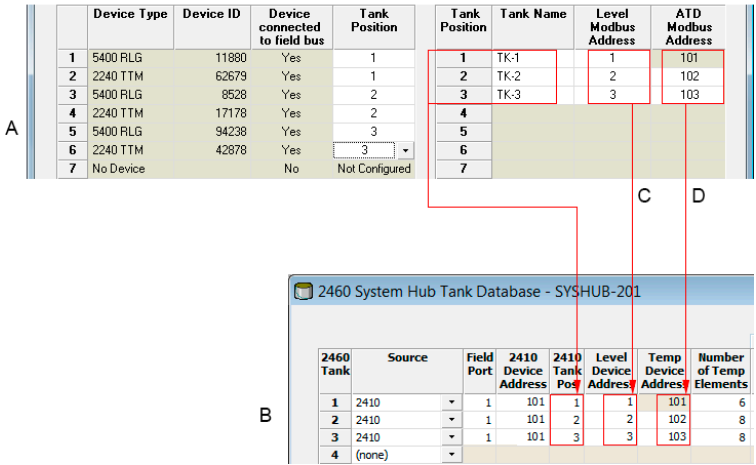 Device Type Device ID Device connected to field bus Tank Position
1 5400 RLG 11880 Yes 1
2 2240 TTM 62679 Yes 1
3 5400 RLG 8528 Yes 2
4 2240 TTM 17178 Yes 2
5 5400 RLG 94238 Yes 3
6 2240 TTM 42878 Yes 3
7 No Device No Not Configured
Tank Position Tank Name Level Modbus Address ATD Modbus Address
1 TK-1 1 101
2 TK-2 2 102
3 TK-3 3 103
4
5
6
7
A
C D
2460 System Hub Tank Database - SYSHUB-201
2460 Tank Source Field Port 2410 Device Address 2410 Tank Pos Level Device Address Temp Device Address Number of Temp Elements
1 2410 1 101 1 1 101 6
2 2410 1 101 2 2 102 8
3 2410 1 101 3 3 103 8
4 (none)
B